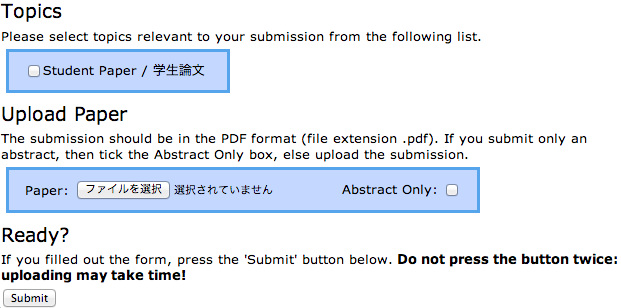 Topics
Please select topics relevant to your submission from the following list.
Student Paper / 学生論文
Upload Paper
The submission should be in the PDF format (file extension .pdf). If you submit only an
abstract, then tick the Abstract Only box, else upload the submission.
Paper: ファイルを選択 選択されていません Abstract Only:
Ready?
If you filled out the form, press the 'Submit' button below. Do not press the button twice:
uploading may take time!
Submit